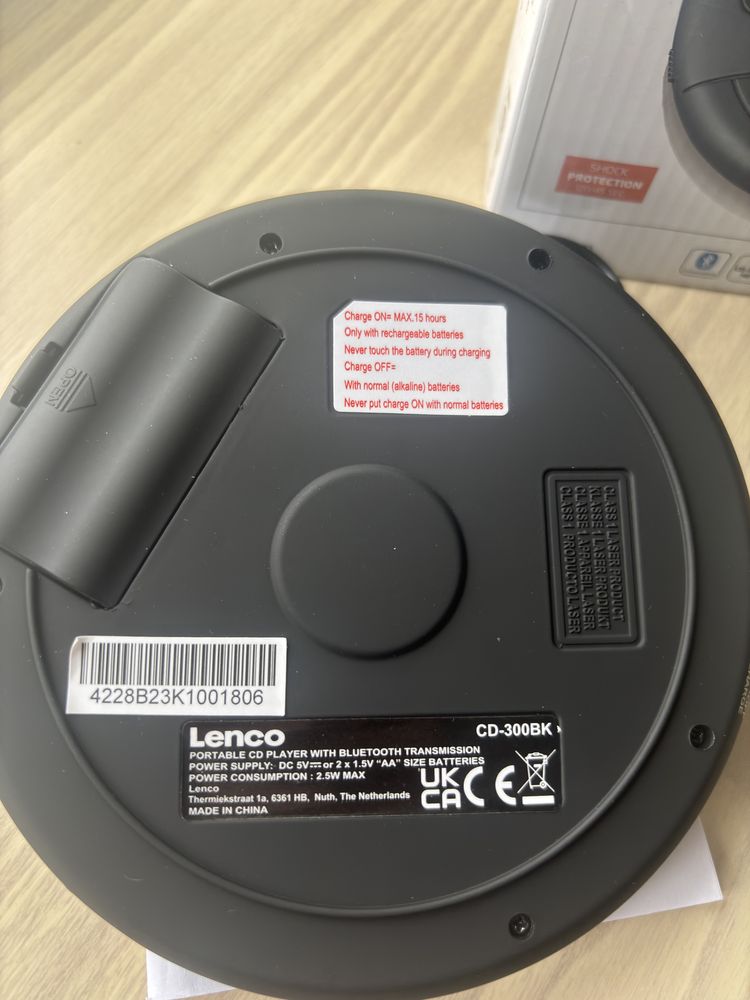 SHOCK
PROTECTION
Charge ON= MAX.15 hours
Only with rechargeable batteries
Never touch the battery during charging
Charge OFF=
With normal (alkaline) batteries
Never put charge ON with normal batteries
OPEN
CLASS 1 LASER PRODUCT
KLASSE 1 LASER PRODUKT
CLASSE 1 APPAREIL LASER
CLASS 1 PRODUCTO LASER
4228B23K1001806
Lenco
CD-300BK
PORTABLE CD PLAYER WITH BLUETOOTH TRANSMISSION
POWER SUPPLY: DC 5V⎓ or 2 x 1.5V "AA" SIZE BATTERIES
POWER CONSUMPTION : 2.5W MAX
Lenco
Thermiekstraat 1a, 6361 HB, Nuth, The Netherlands
MADE IN CHINA
UK
CA
CE